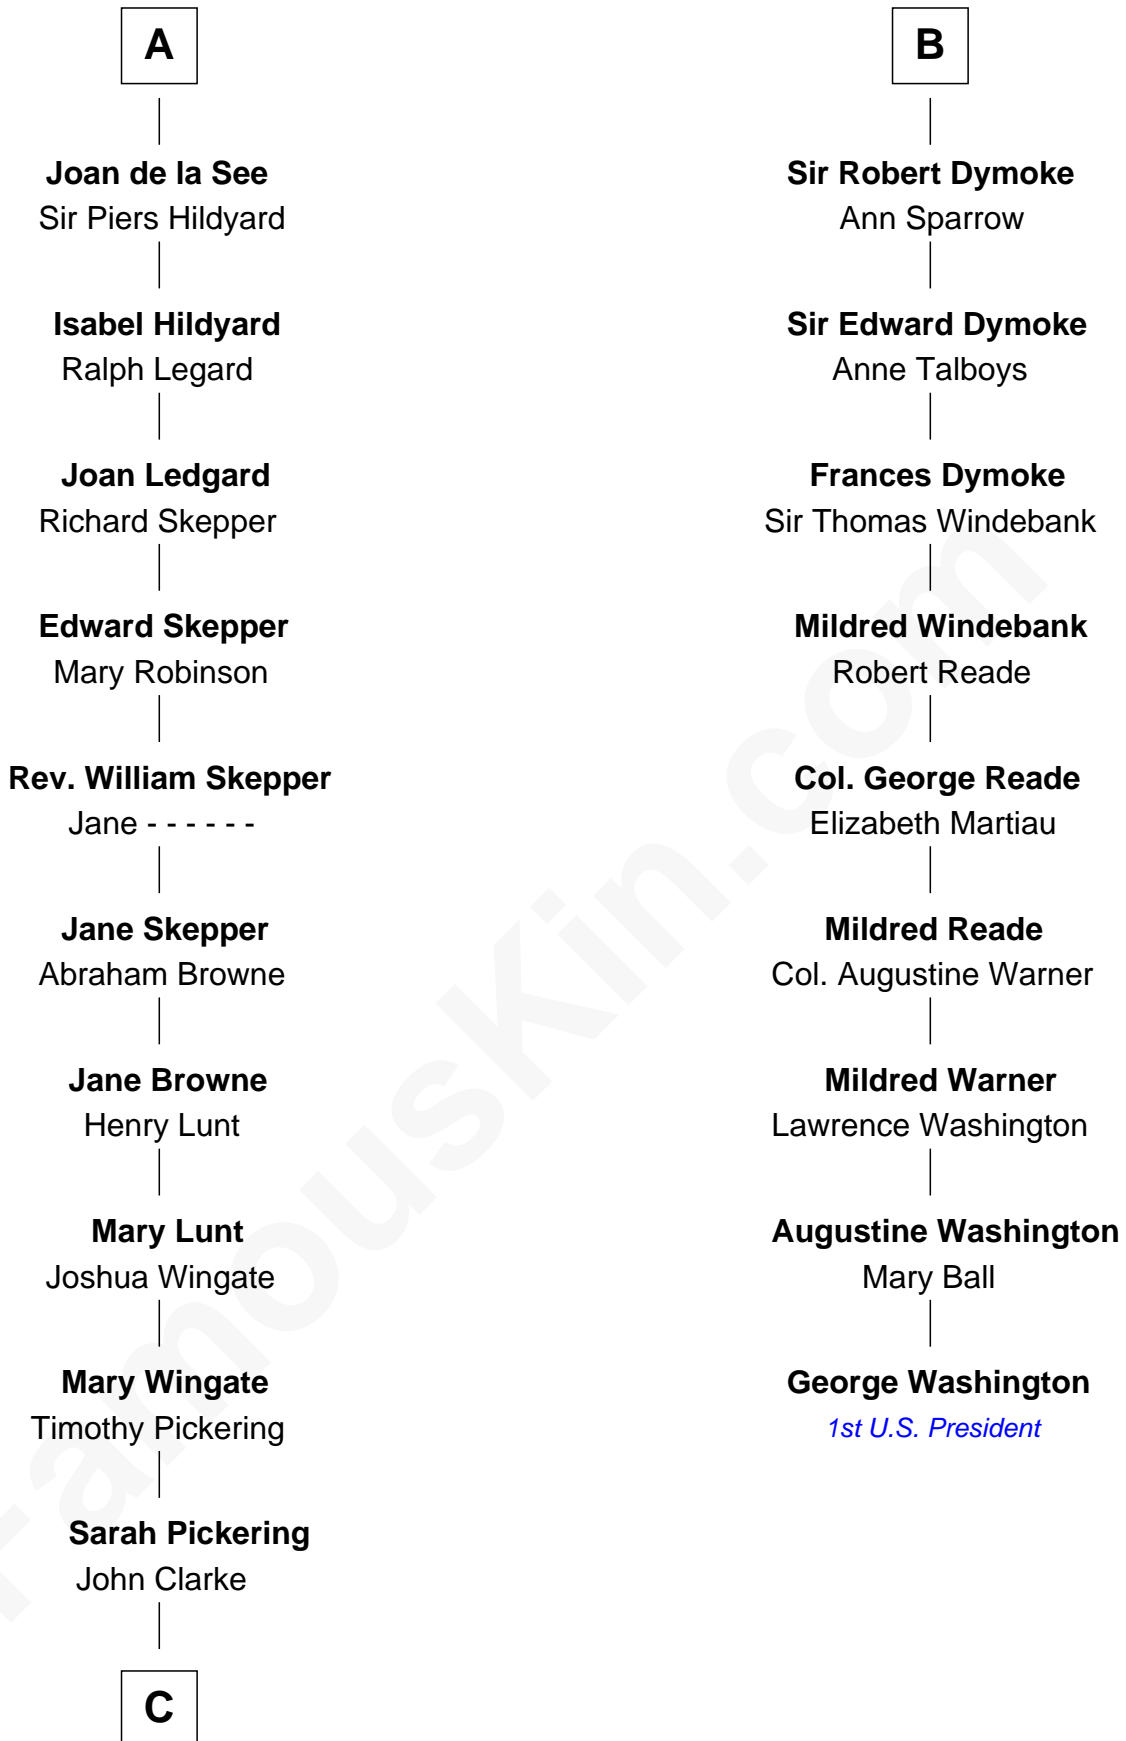 A
Joan de la See
Sir Piers Hildyard
Isabel Hildyard
Ralph Legard
Joan Ledgard
Richard Skepper
Edward Skepper
Mary Robinson
Rev. William Skepper
Jane - - - - - -
Jane Skepper
Abraham Browne
Jane Browne
Henry Lunt
Mary Lunt
Joshua Wingate
Mary Wingate
Timothy Pickering
Sarah Pickering
John Clarke
C
B
Sir Robert Dymoke
Ann Sparrow
Sir Edward Dymoke
Anne Talboys
Frances Dymoke
Sir Thomas Windebank
Mildred Windebank
Robert Reade
Col. George Reade
Elizabeth Martiau
Mildred Reade
Col. Augustine Warner
Mildred Warner
Lawrence Washington
Augustine Washington
Mary Ball
George Washington
1st U.S. President
FamousKin.com